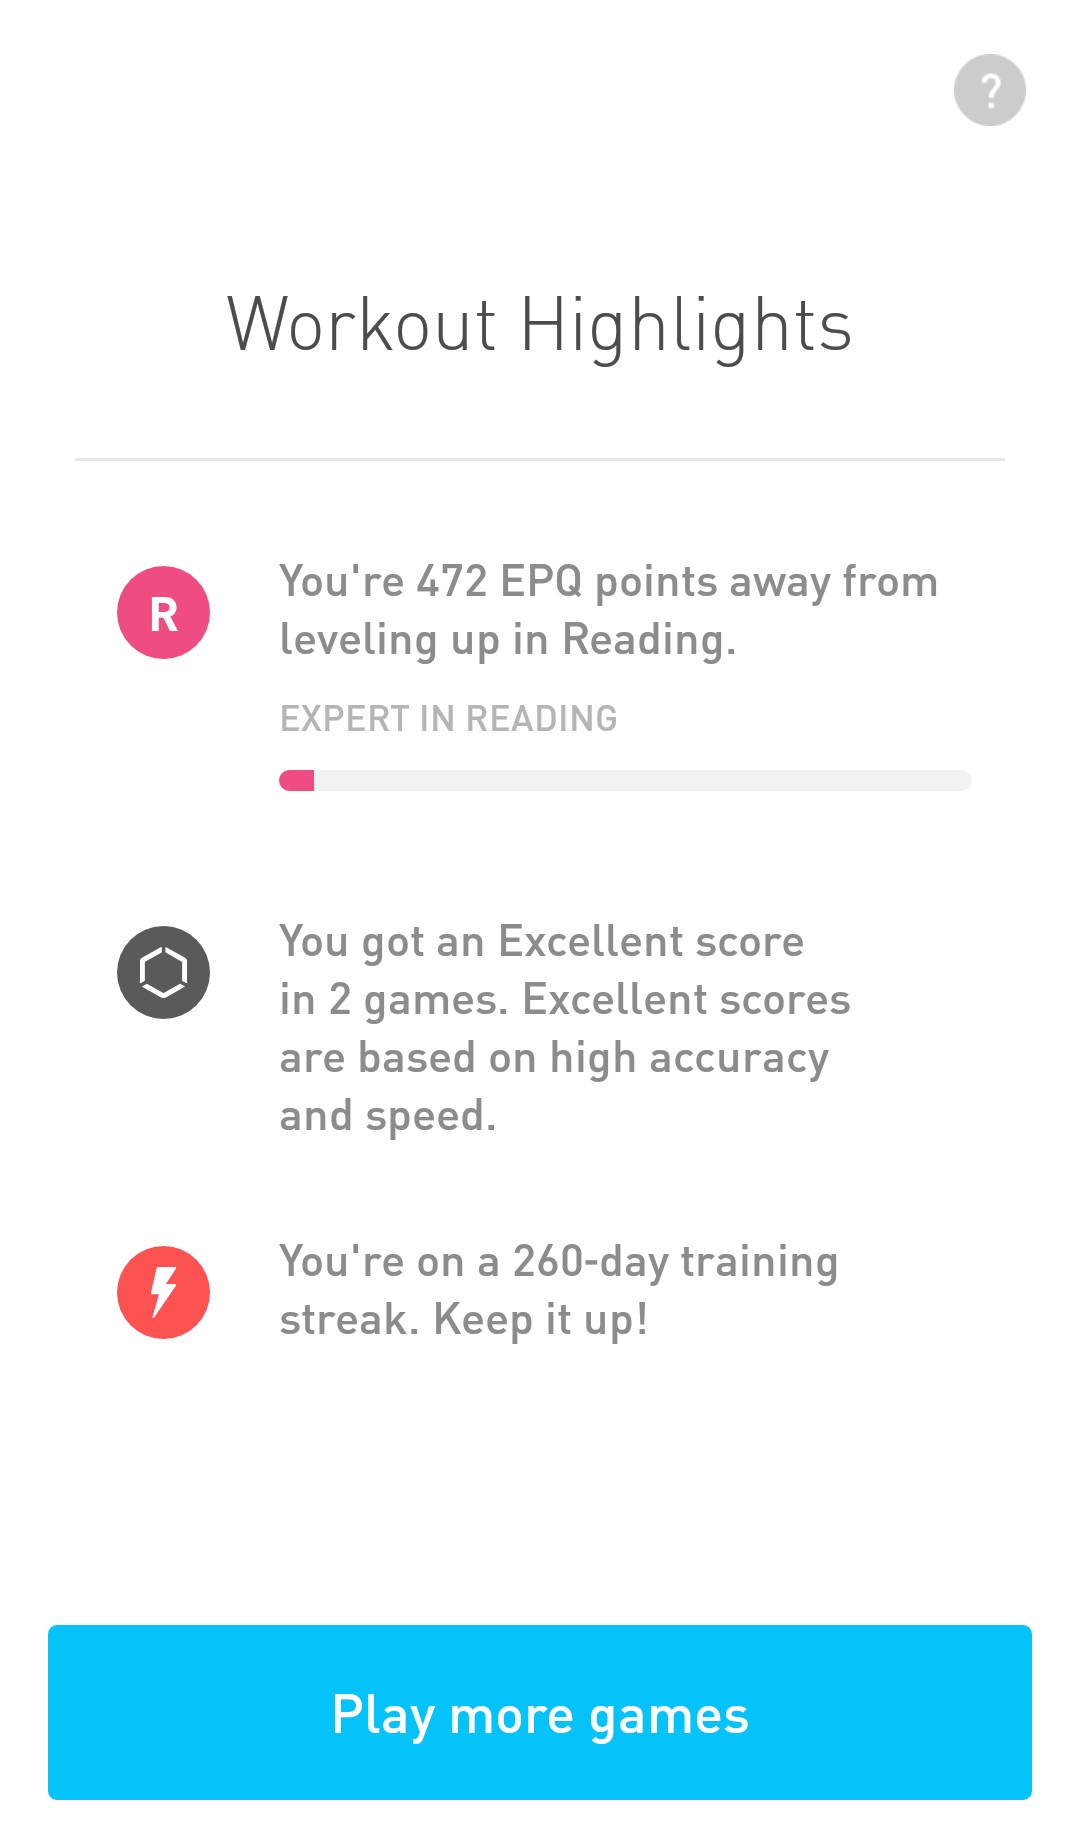 ?
Workout Highlights
R
You're 472 EPQ points away from
leveling up in Reading.
EXPERT IN READING
You got an Excellent score
in 2 games. Excellent scores
are based on high accuracy
and speed.
You're on a 260-day training
streak. Keep it up!
Play more games